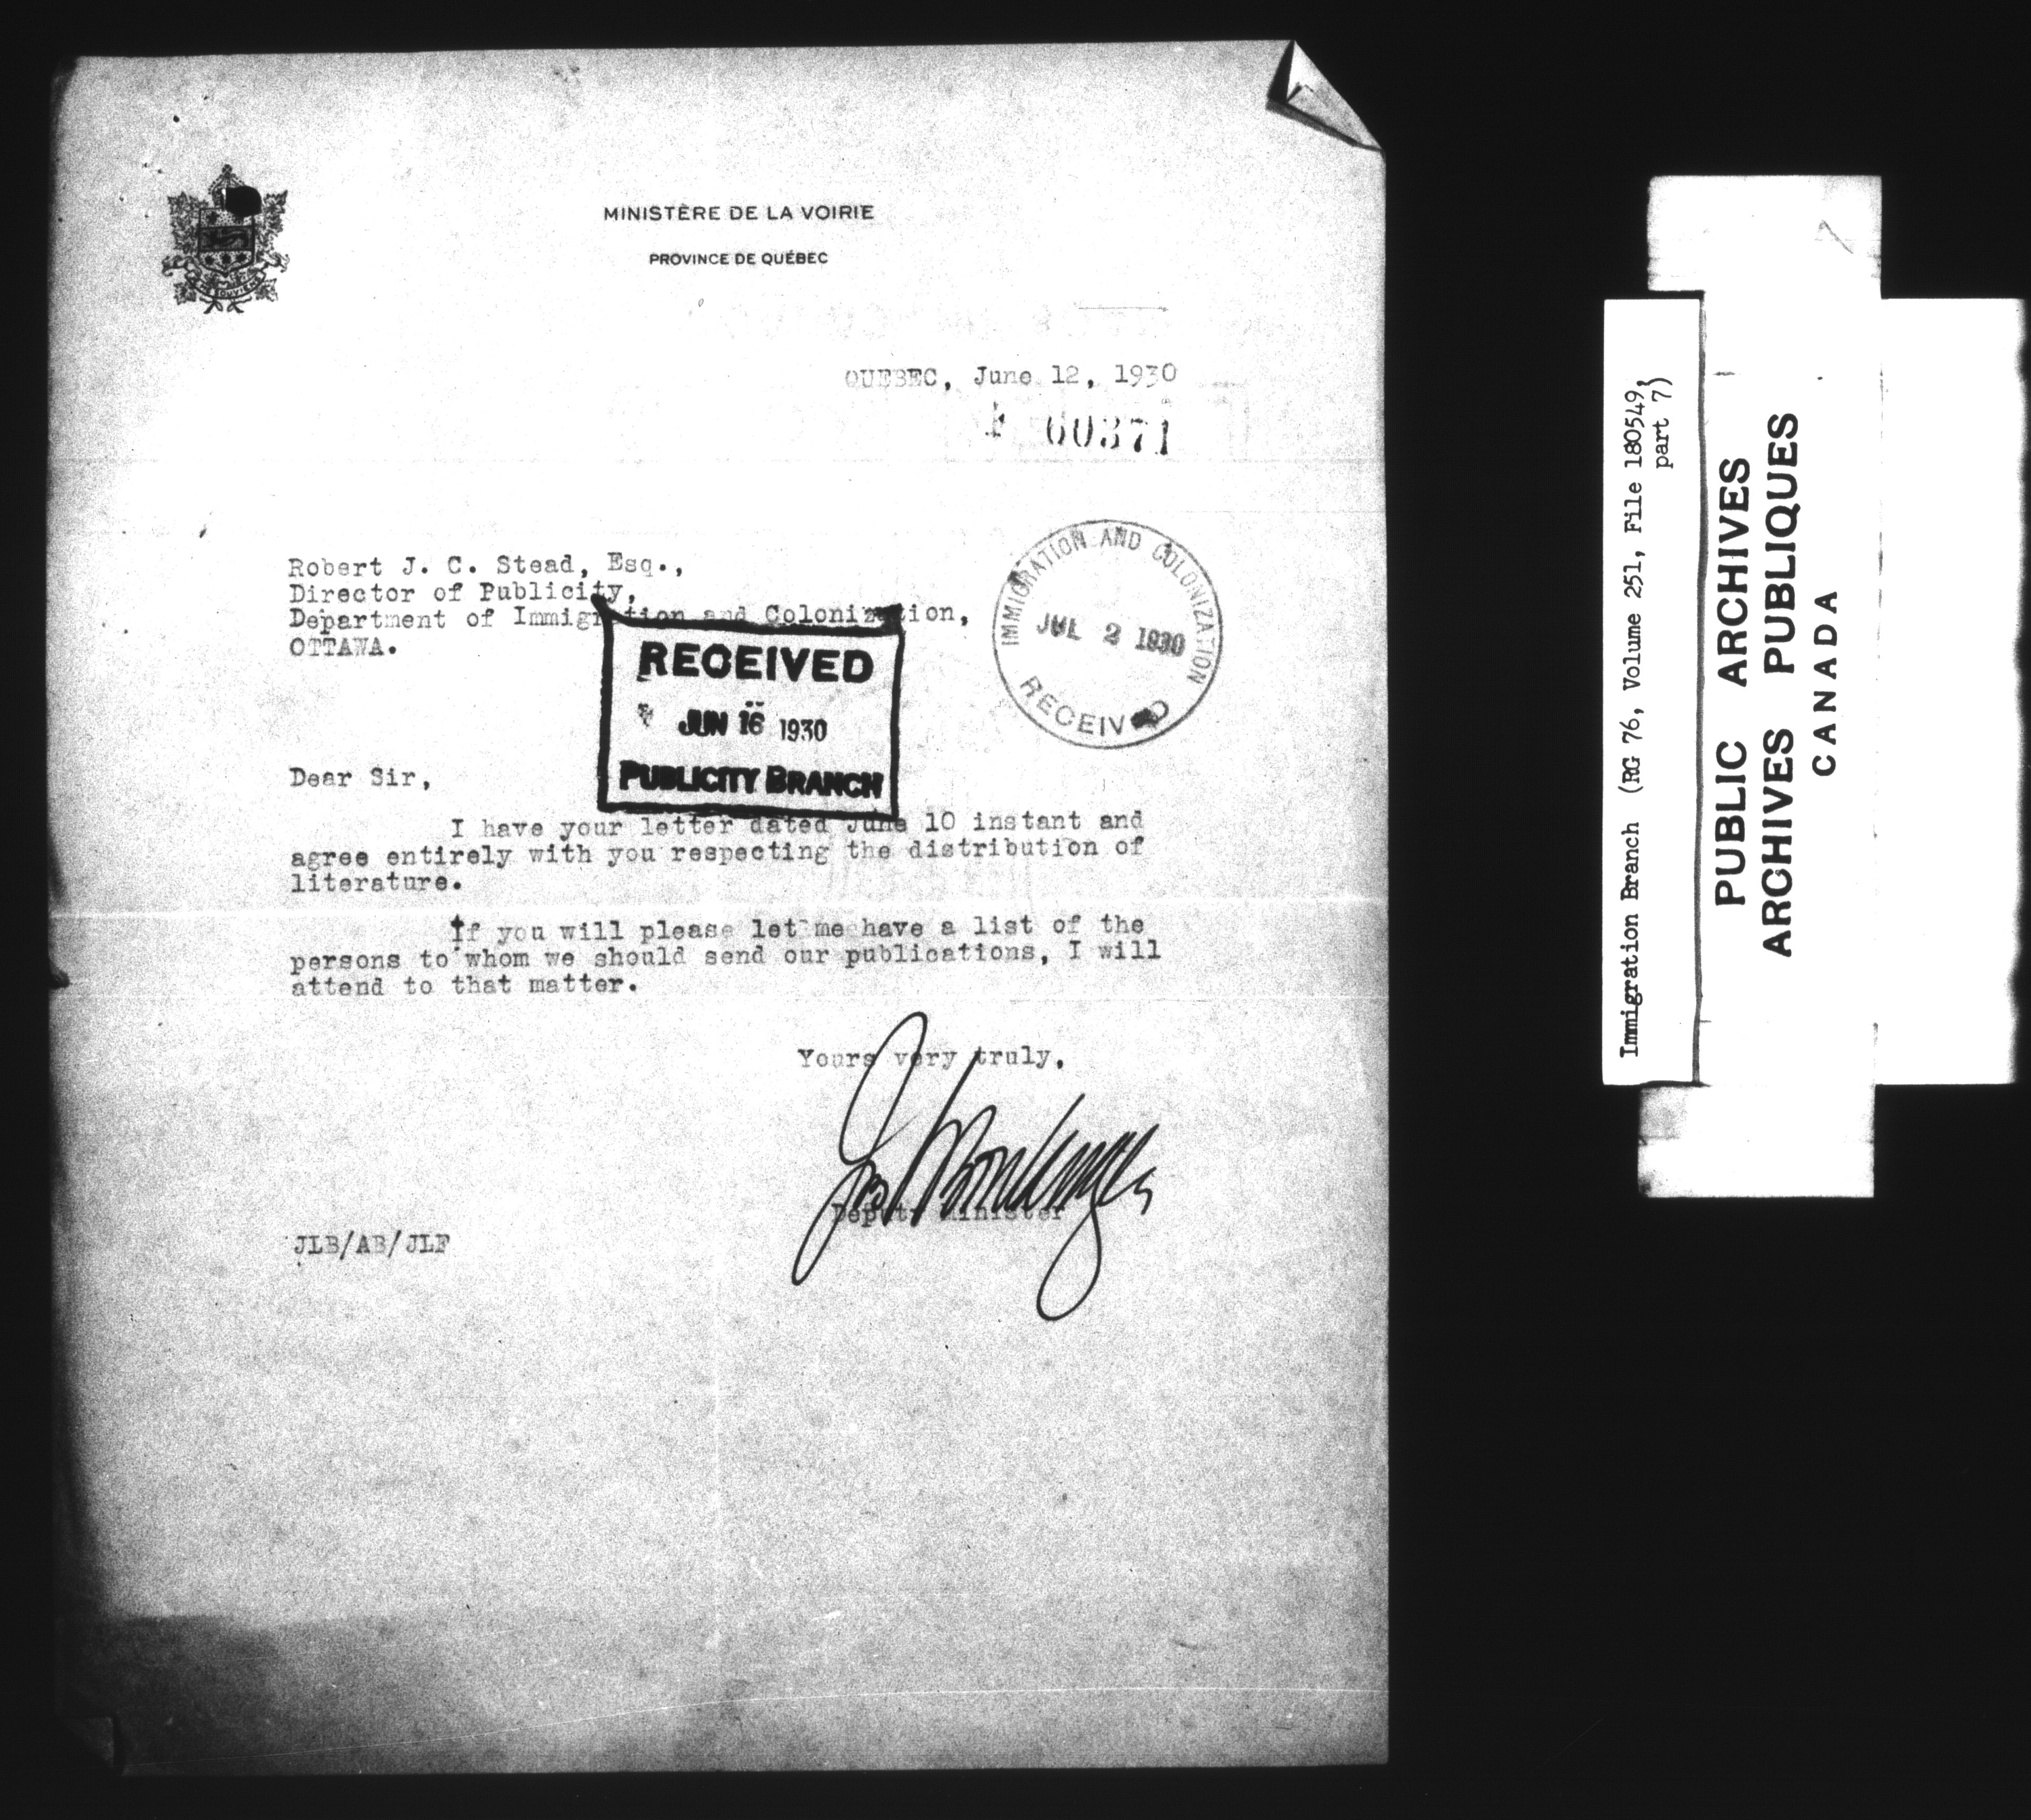 MINISTÈRE DE LA VOIRIE
PROVINCE DE QUÉBEC
QUEBEC, June 12, 1930
60371
Robert J. C. Stead, Esq.,
Director of Publicity,
Department of Immigration and Colonization,
OTTAWA.
IMMIGRATION AND COLONIZATION
JUL 2 1930
RECEIVED
RECEIVED
JUN 16 1930
PUBLICITY BRANCH
Dear Sir,
I have your letter dated June 10 instant and
agree entirely with you respecting the distribution of
literature.
If you will please let me have a list of the
persons to whom we should send our publications, I will
attend to that matter.
Yours very truly,
Deputy Minister
JLB/AB/JLF
Immigration Branch (RG 76, Volume 251, File 180549,
part 7)
PUBLIC ARCHIVES
ARCHIVES PUBLIQUES
CANADA